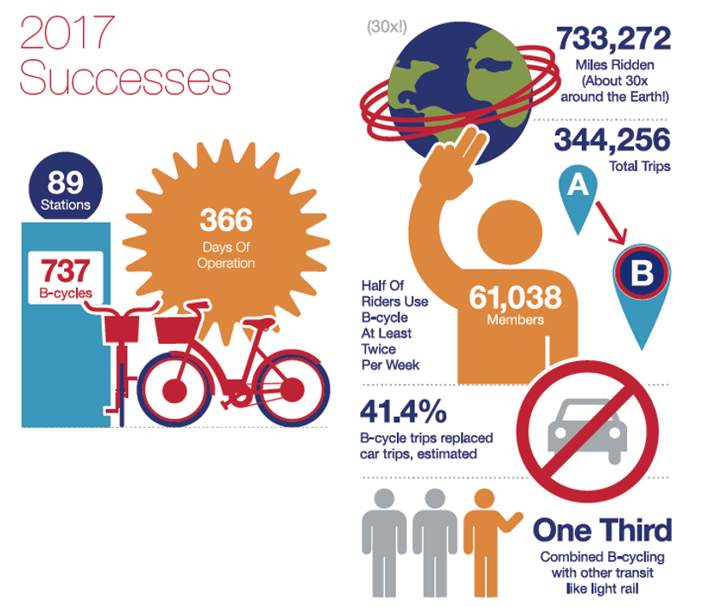 2017
Successes
89
Stations
737
B-cycles
366
Days Of
Operation
(30x!)
733,272
Miles Ridden
(About 30x
around the Earth!)
344,256
Total Trips
A
B
Half Of
Riders Use
B-cycle
At Least
Twice
Per Week
61,038
Members
41.4%
B-cycle trips replaced
car trips, estimated
One Third
Combined B-cycling
with other transit
like light rail